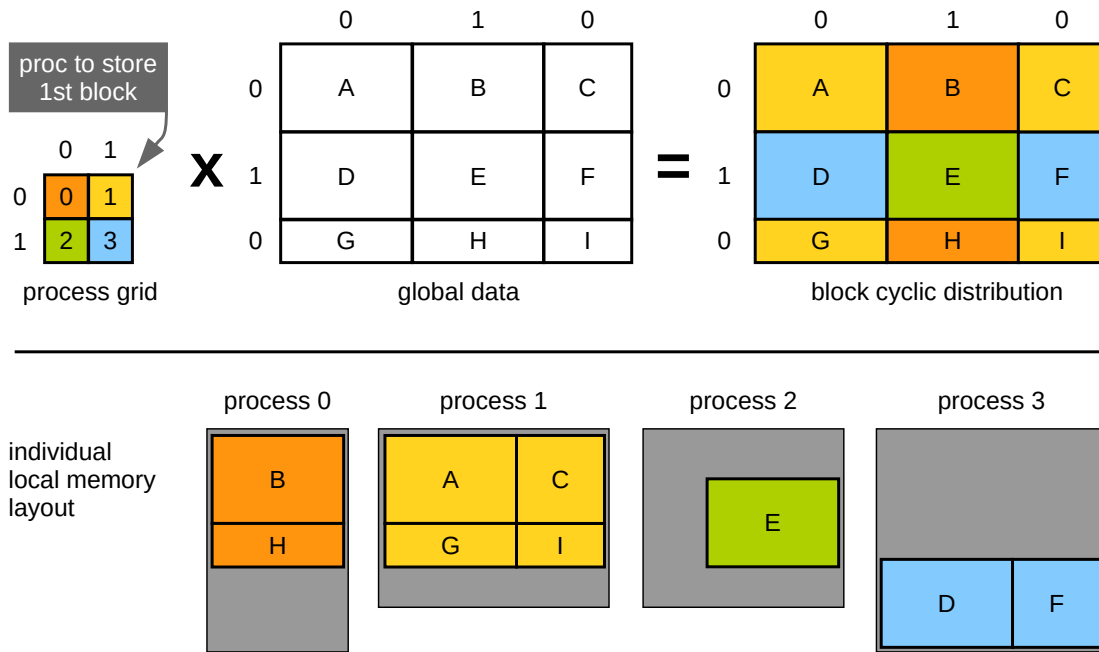 0 1 0 0 1 0
proc to store
1st block
0 A B C 0 A B C
0 1
0 0 1 x 1 D E F = 1 D E F
1 2 3
0 G H I 0 G H I
process grid global data block cyclic distribution
process 0 process 1 process 2 process 3
individual
local memory
layout
B A C
H G I
E
D F